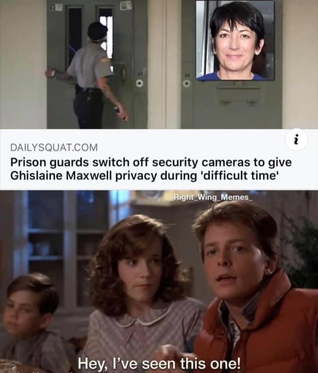 i
DAILYSQUAT.COM
Prison guards switch off security cameras to give
Ghislaine Maxwell privacy during 'difficult time'
Right_Wing_Memes_
Hey, I've seen this one!